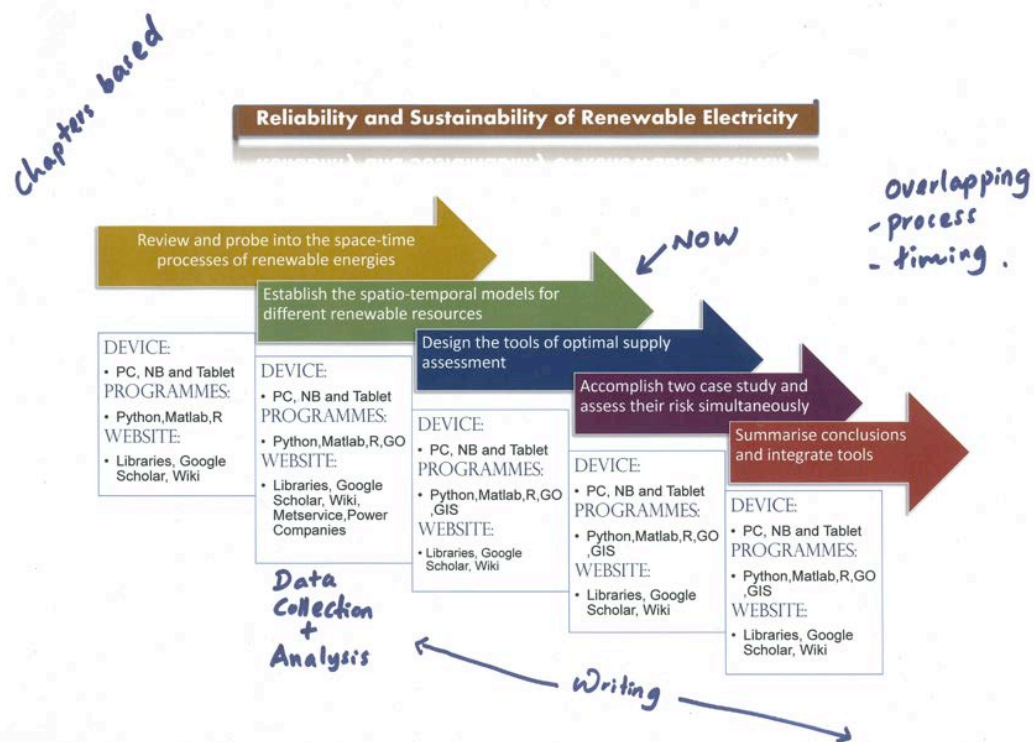 Chapters based
Reliability and Sustainability of Renewable Electricity
Overlapping
- process
- timing .
Review and probe into the space-time
processes of renewable energies
NOW
Establish the spatio-temporal models for
different renewable resources
Design the tools of optimal supply
assessment
Accomplish two case study and
assess their risk simultaneously
Summarise conclusions
and integrate tools
DEVICE:
• PC, NB and Tablet
PROGRAMMES:
• Python,Matlab,R
WEBSITE:
• Libraries, Google
Scholar, Wiki
DEVICE:
• PC, NB and Tablet
PROGRAMMES:
• Python,Matlab,R,GO
WEBSITE:
• Libraries, Google
Scholar, Wiki,
Metservice,Power
Companies
DEVICE:
• PC, NB and Tablet
PROGRAMMES:
• Python,Matlab,R,GO
,GIS
WEBSITE:
• Libraries, Google
Scholar, Wiki
DEVICE:
• PC, NB and Tablet
PROGRAMMES:
• Python,Matlab,R,GO
,GIS
WEBSITE:
• Libraries, Google
Scholar, Wiki
DEVICE:
• PC, NB and Tablet
PROGRAMMES:
• Python,Matlab,R,GO
,GIS
WEBSITE:
• Libraries, Google
Scholar, Wiki
Data
Collection
+
Analysis
Writing